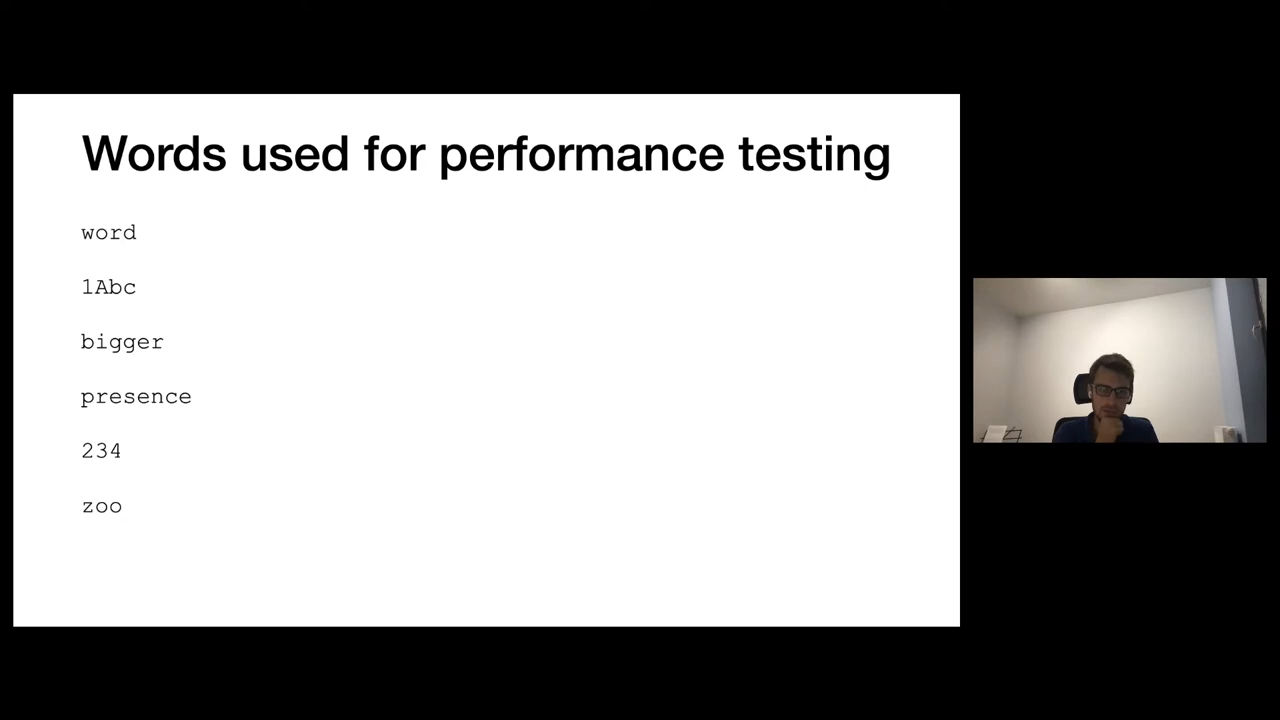 Words used for performance testing
word
1Abc
bigger
presence
234
zoo